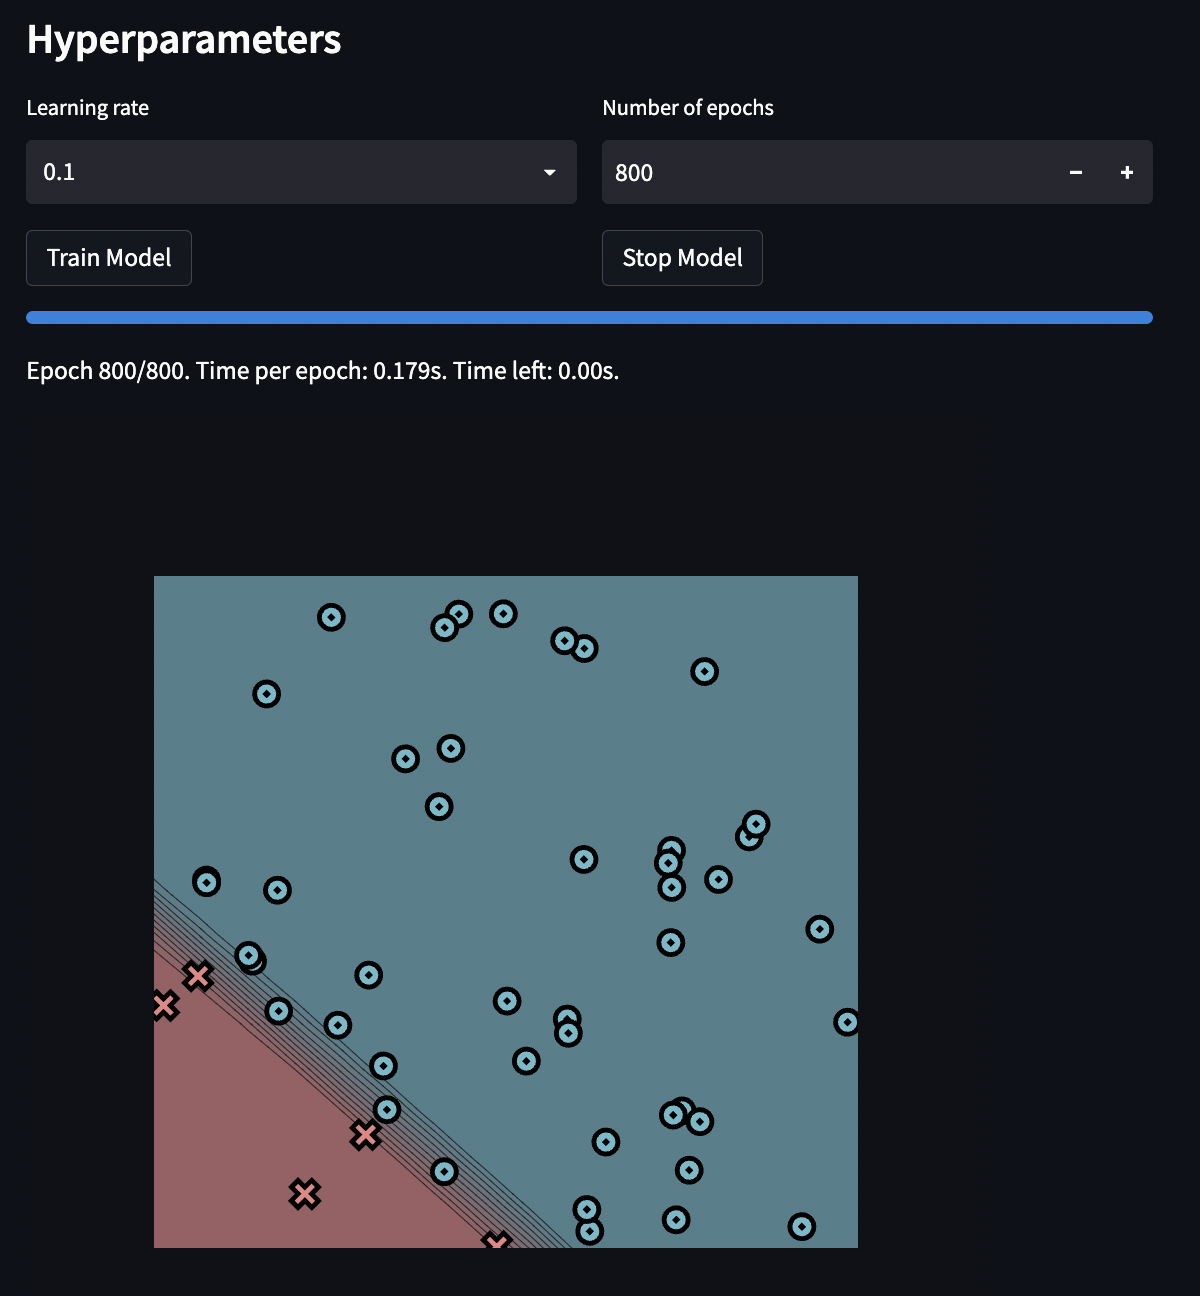 Hyperparameters
Learning rate
Number of epochs
0.1
800
Train Model
Stop Model
Epoch 800/800. Time per epoch: 0.179s. Time left: 0.00s.